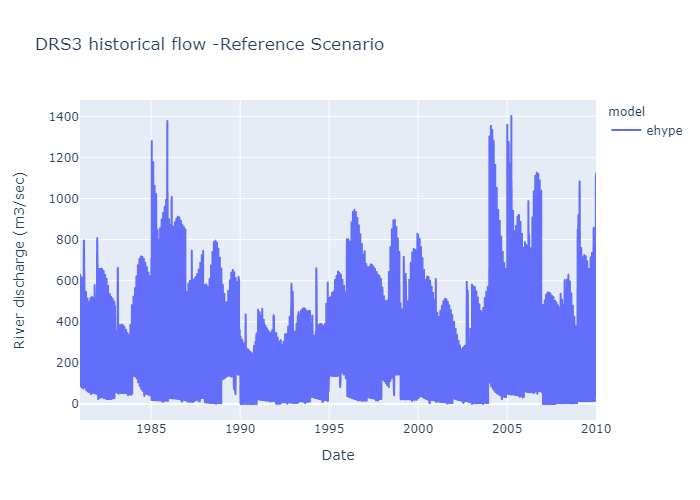 DRS3 historical flow -Reference Scenario
model
ehype
River discharge (m3/sec)
1400
1200
1000
800
600
400
200
0
1985
1990
1995
2000
2005
2010
Date